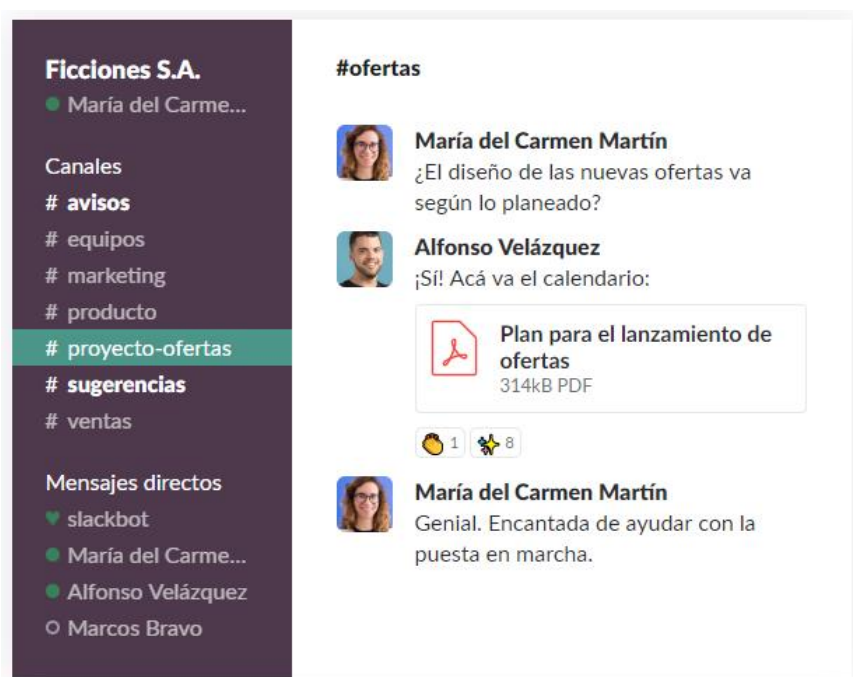 Ficciones S.A.
María del Carme...
Canales
# avisos
# equipos
# marketing
# producto
# proyecto-ofertas
# sugerencias
# ventas
Mensajes directos
slackbot
María del Carme...
Alfonso Velázquez
Marcos Bravo
#ofertas
María del Carmen Martín
¿El diseño de las nuevas ofertas va
según lo planeado?
Alfonso Velázquez
¡Sí! Acá va el calendario:
Plan para el lanzamiento de
ofertas
314kB PDF
1 8
María del Carmen Martín
Genial. Encantada de ayudar con la
puesta en marcha.